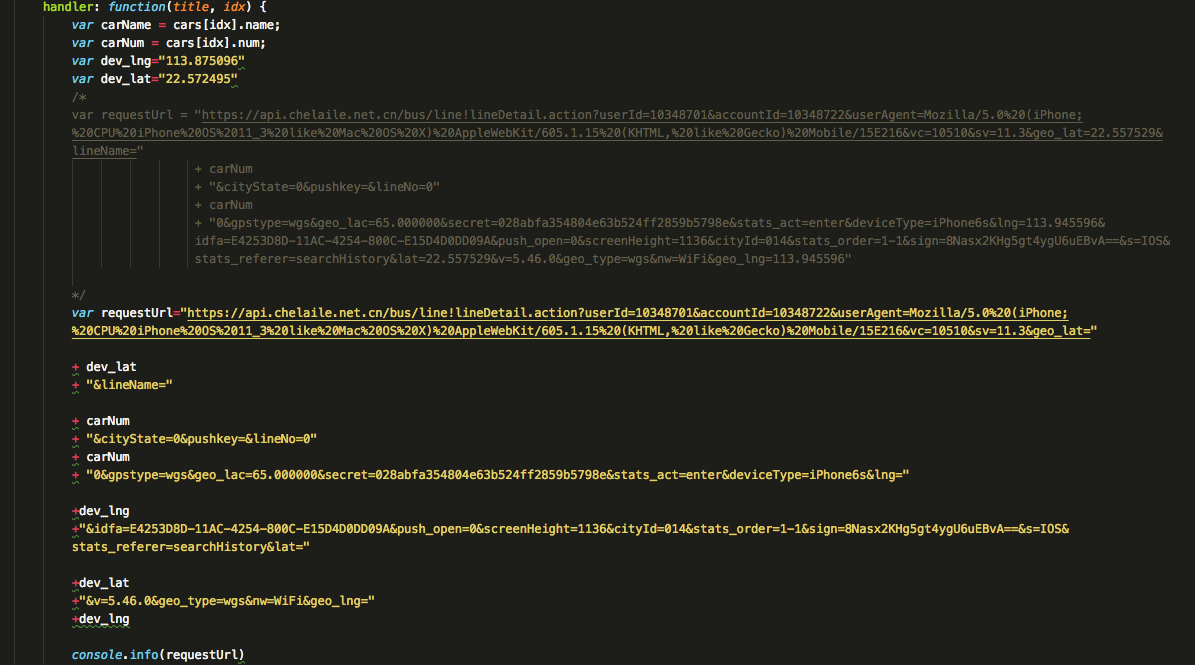 handler: function(title, idx) {
var carName = cars[idx].name;
var carNum = cars[idx].num;
var dev_lng="113.875096"
var dev_lat="22.572495"
/*
var requestUrl = "https://api.chelaile.net.cn/bus/line!lineDetail.action?userId=10348701&accountId=10348722&userAgent=Mozilla/5.0%20(iPhone;
%20CPU%20iPhone%20OS%2011_3%20like%20Mac%20OS%20X)%20AppleWebKit/605.1.15%20(KHTML,%20like%20Gecko)%20Mobile/15E216&vc=10510&sv=11.3&geo_lat=22.557529&
lineName="
+ carNum
+ "&cityState=0&pushkey=&lineNo=0"
+ carNum
+ "0&gpstype=wgs&geo_lac=65.000000&secret=028abfa354804e63b524ff2859b5798e&stats_act=enter&deviceType=iPhone6s&lng=113.945596&
idfa=E4253D8D-11AC-4254-800C-E15D4D0DD09A&push_open=0&screenHeight=1136&cityId=014&stats_order=1-1&sign=8Nasx2KHg5gt4ygU6uEBvA==&s=IOS&
stats_referer=searchHistory&lat=22.557529&v=5.46.0&geo_type=wgs&nw=WiFi&geo_lng=113.945596"
*/
var requestUrl="https://api.chelaile.net.cn/bus/line!lineDetail.action?userId=10348701&accountId=10348722&userAgent=Mozilla/5.0%20(iPhone;
%20CPU%20iPhone%20OS%2011_3%20like%20Mac%20OS%20X)%20AppleWebKit/605.1.15%20(KHTML,%20like%20Gecko)%20Mobile/15E216&vc=10510&sv=11.3&geo_lat="
+ dev_lat
+ "&lineName="
+ carNum
+ "&cityState=0&pushkey=&lineNo=0"
+ carNum
+ "0&gpstype=wgs&geo_lac=65.000000&secret=028abfa354804e63b524ff2859b5798e&stats_act=enter&deviceType=iPhone6s&lng="
+dev_lng
+"&idfa=E4253D8D-11AC-4254-800C-E15D4D0DD09A&push_open=0&screenHeight=1136&cityId=014&stats_order=1-1&sign=8Nasx2KHg5gt4ygU6uEBvA==&s=IOS&
stats_referer=searchHistory&lat="
+dev_lat
+"&v=5.46.0&geo_type=wgs&nw=WiFi&geo_lng="
+dev_lng
console.info(requestUrl)